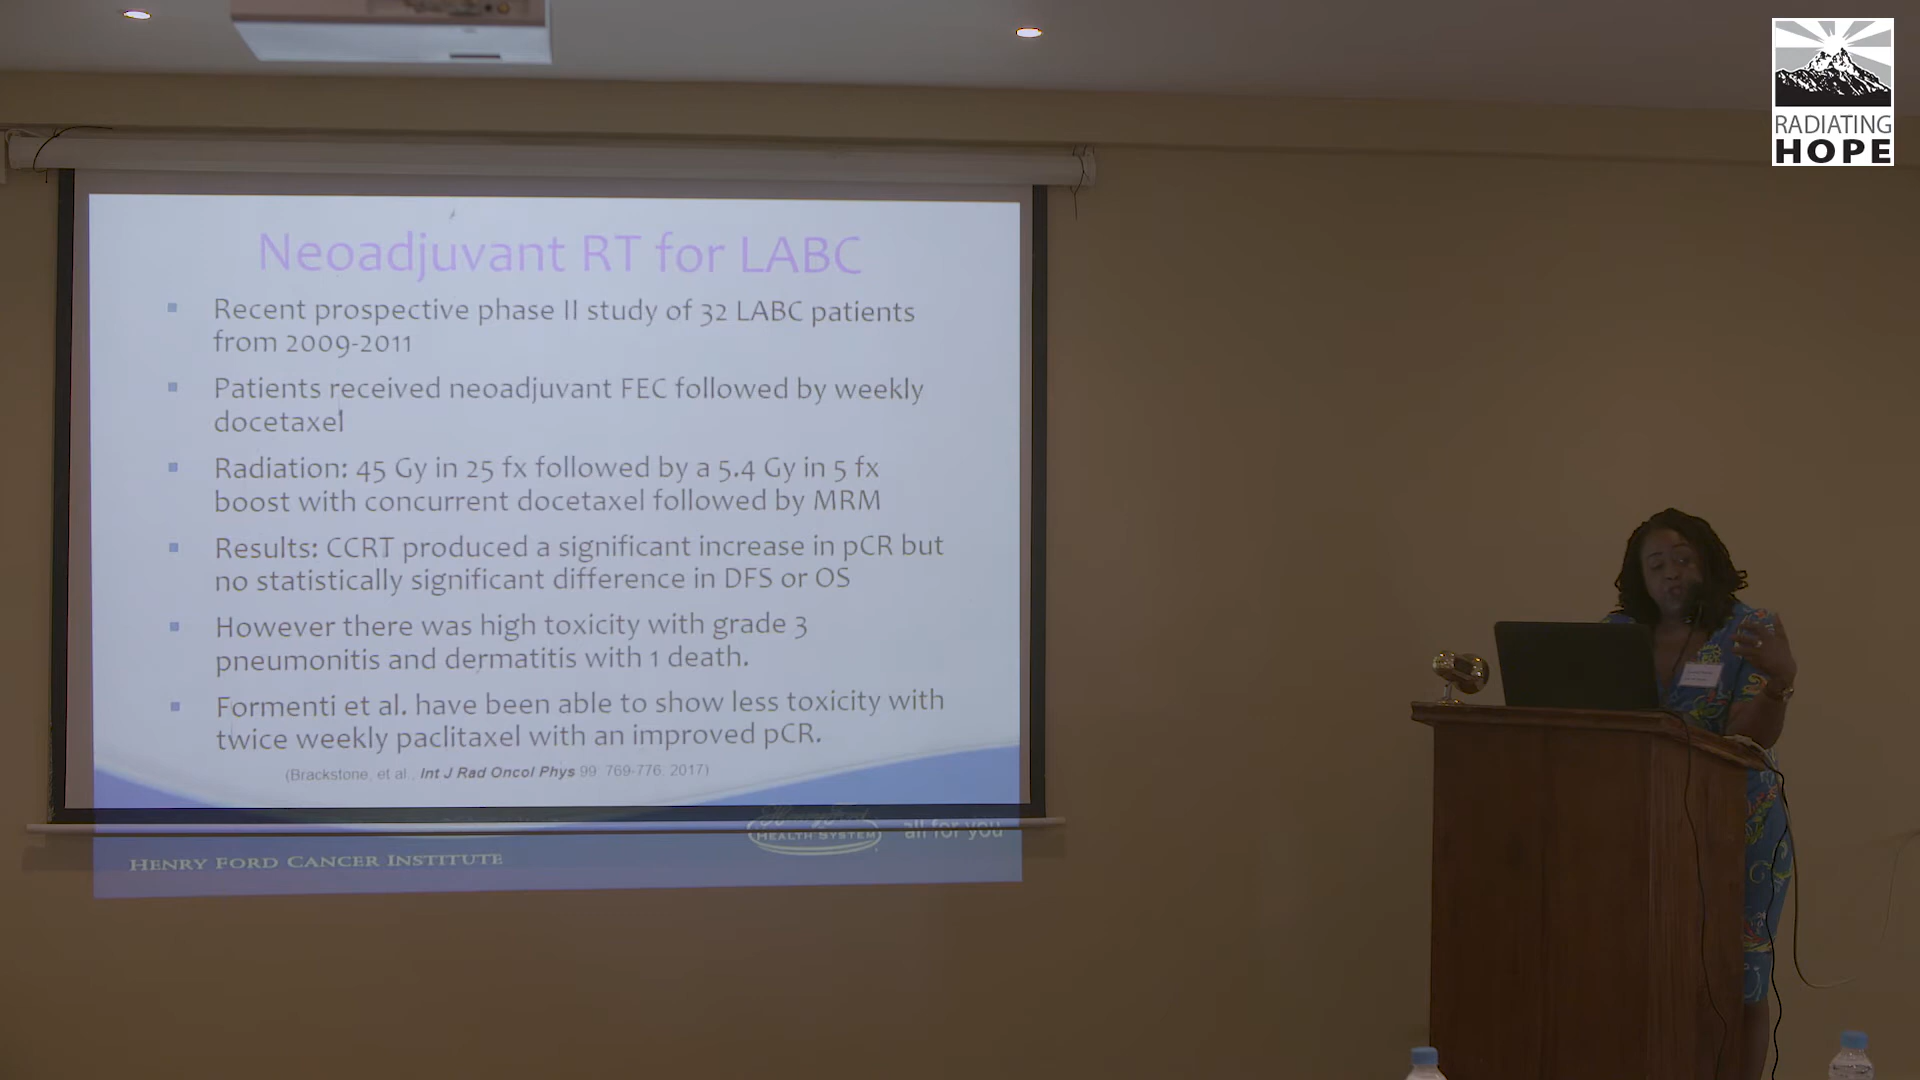 RADIATING
HOPE
Neoadjuvant RT for LABC
Recent prospective phase II study of 32 LABC patients
from 2009-2011
Patients received neoadjuvant FEC followed by weekly
docetaxel
Radiation: 45 Gy in 25 fx followed by a 5.4 Gy in 5 fx
boost with concurrent docetaxel followed by MRM
Results: CCRT produced a significant increase in pCR but
no statistically significant difference in DFS or OS
However there was high toxicity with grade 3
pneumonitis and dermatitis with 1 death.
Formenti et al. have been able to show less toxicity with
twice weekly paclitaxel with an improved pCR.
(Brackstone, et al., Int J Rad Oncol Phys 99: 769-776, 2017)
Henry Ford
HEALTH SYSTEM
all for you
HENRY FORD CANCER INSTITUTE